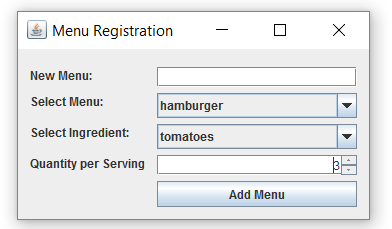 Menu Registration
New Menu:
Select Menu: hamburger
Select Ingredient: tomatoes
Quantity per Serving 3
Add Menu